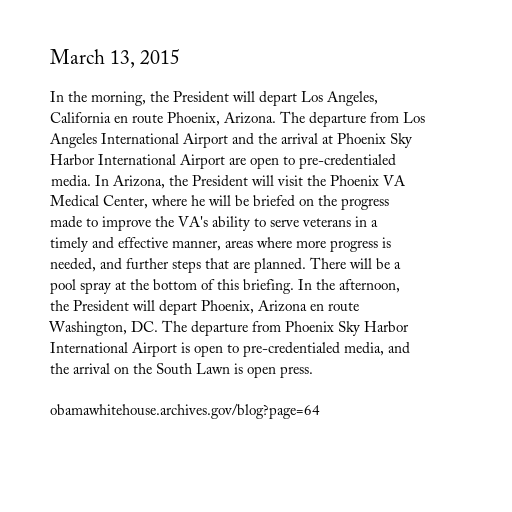 March 13, 2015
In the morning, the President will depart Los Angeles,
California en route Phoenix, Arizona. The departure from Los
Angeles International Airport and the arrival at Phoenix Sky
Harbor International Airport are open to pre-credentialed
media. In Arizona, the President will visit the Phoenix VA
Medical Center, where he will be briefed on the progress
made to improve the VA's ability to serve veterans in a
timely and effective manner, areas where more progress is
needed, and further steps that are planned. There will be a
pool spray at the bottom of this briefing. In the afternoon,
the President will depart Phoenix, Arizona en route
Washington, DC. The departure from Phoenix Sky Harbor
International Airport is open to pre-credentialed media, and
the arrival on the South Lawn is open press.
obamawhitehouse.archives.gov/blog?page=64